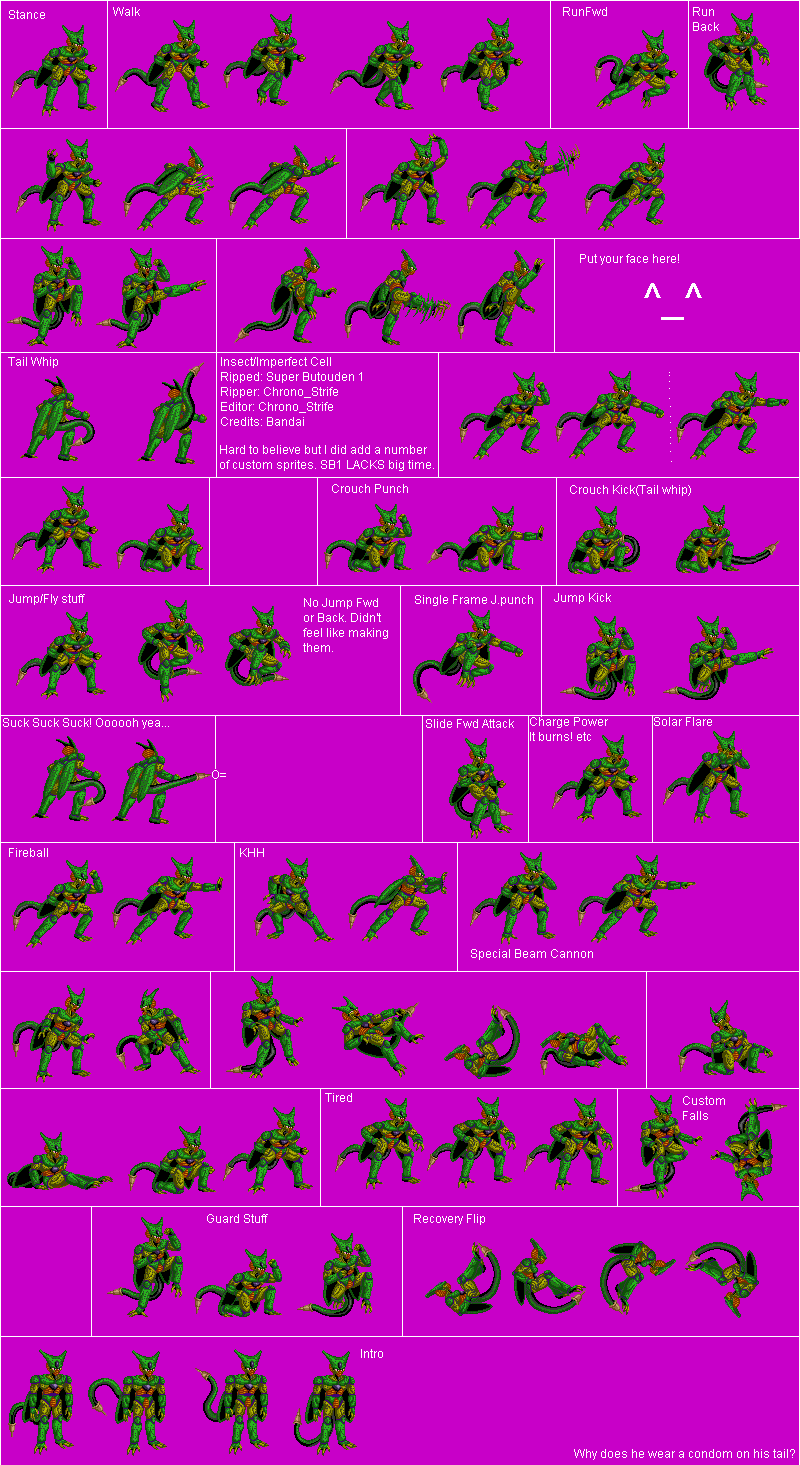 Stance
Walk
RunFwd
Run
Back
Put your face here!
^_^
Tail Whip
Insect/Imperfect Cell
Ripped: Super Butouden 1
Ripper: Chrono_Strife
Editor: Chrono_Strife
Credits: Bandai
Hard to believe but I did add a number
of custom sprites. SB1 LACKS big time.
Crouch Punch
Crouch Kick(Tail whip)
Jump/Fly stuff
No Jump Fwd
or Back. Didn't
feel like making
them.
Single Frame J.punch
Jump Kick
Suck Suck Suck! Oooooh yea...
O=
Slide Fwd Attack
Charge Power
It burns! etc
Solar Flare
Fireball
KHH
Special Beam Cannon
Tired
Custom
Falls
Guard Stuff
Recovery Flip
Intro
Why does he wear a condom on his tail?